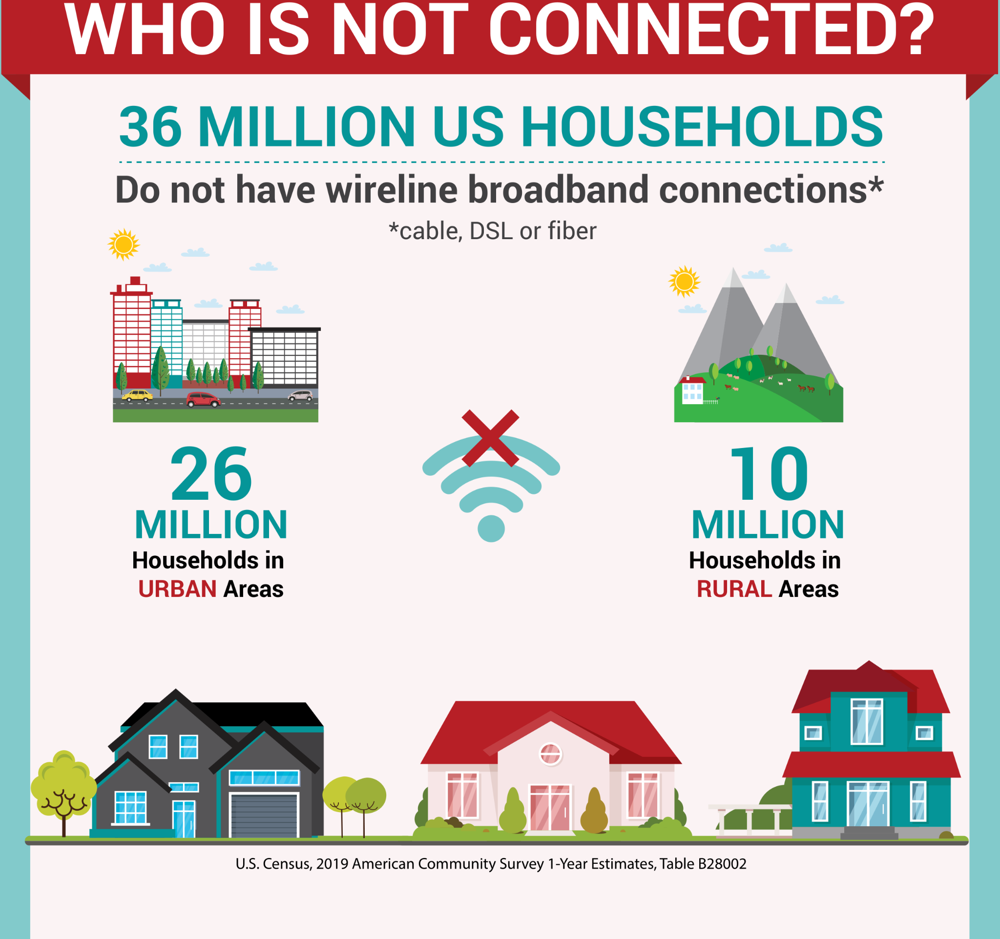 WHO IS NOT CONNECTED?
36 MILLION US HOUSEHOLDS
Do not have wireline broadband connections*
*cable, DSL or fiber
26
MILLION
Households in
URBAN Areas
10
MILLION
Households in
RURAL Areas
U.S. Census, 2019 American Community Survey 1-Year Estimates, Table B28002